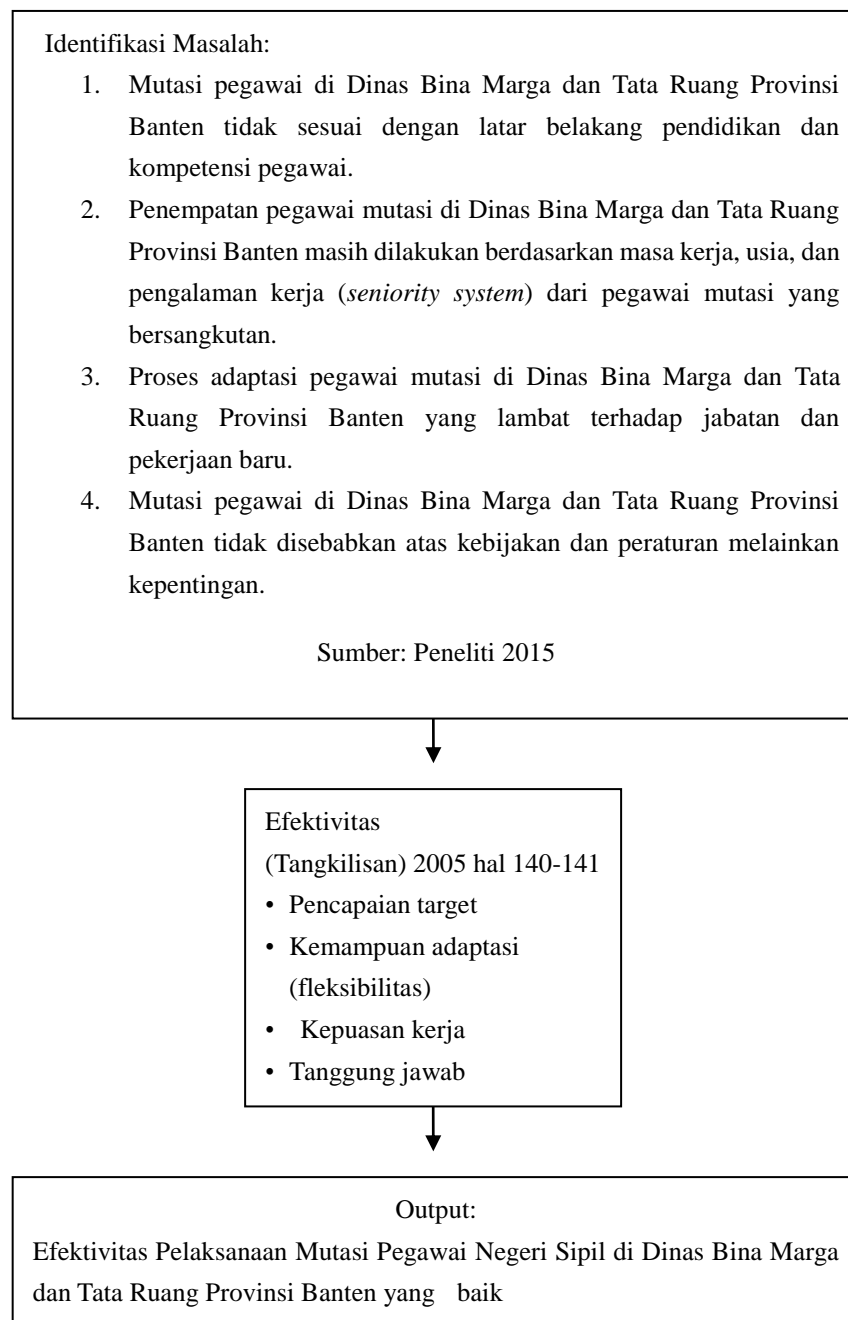 Identifikasi Masalah:
1. Mutasi pegawai di Dinas Bina Marga dan Tata Ruang Provinsi
Banten tidak sesuai dengan latar belakang pendidikan dan
kompetensi pegawai.
2. Penempatan pegawai mutasi di Dinas Bina Marga dan Tata Ruang
Provinsi Banten masih dilakukan berdasarkan masa kerja, usia, dan
pengalaman kerja (seniority system) dari pegawai mutasi yang
bersangkutan.
3. Proses adaptasi pegawai mutasi di Dinas Bina Marga dan Tata
Ruang Provinsi Banten yang lambat terhadap jabatan dan
pekerjaan baru.
4. Mutasi pegawai di Dinas Bina Marga dan Tata Ruang Provinsi
Banten tidak disebabkan atas kebijakan dan peraturan melainkan
kepentingan.
Sumber: Peneliti 2015
Efektivitas
(Tangkilisan) 2005 hal 140-141
• Pencapaian target
• Kemampuan adaptasi
(fleksibilitas)
• Kepuasan kerja
• Tanggung jawab
Output:
Efektivitas Pelaksanaan Mutasi Pegawai Negeri Sipil di Dinas Bina Marga
dan Tata Ruang Provinsi Banten yang baik